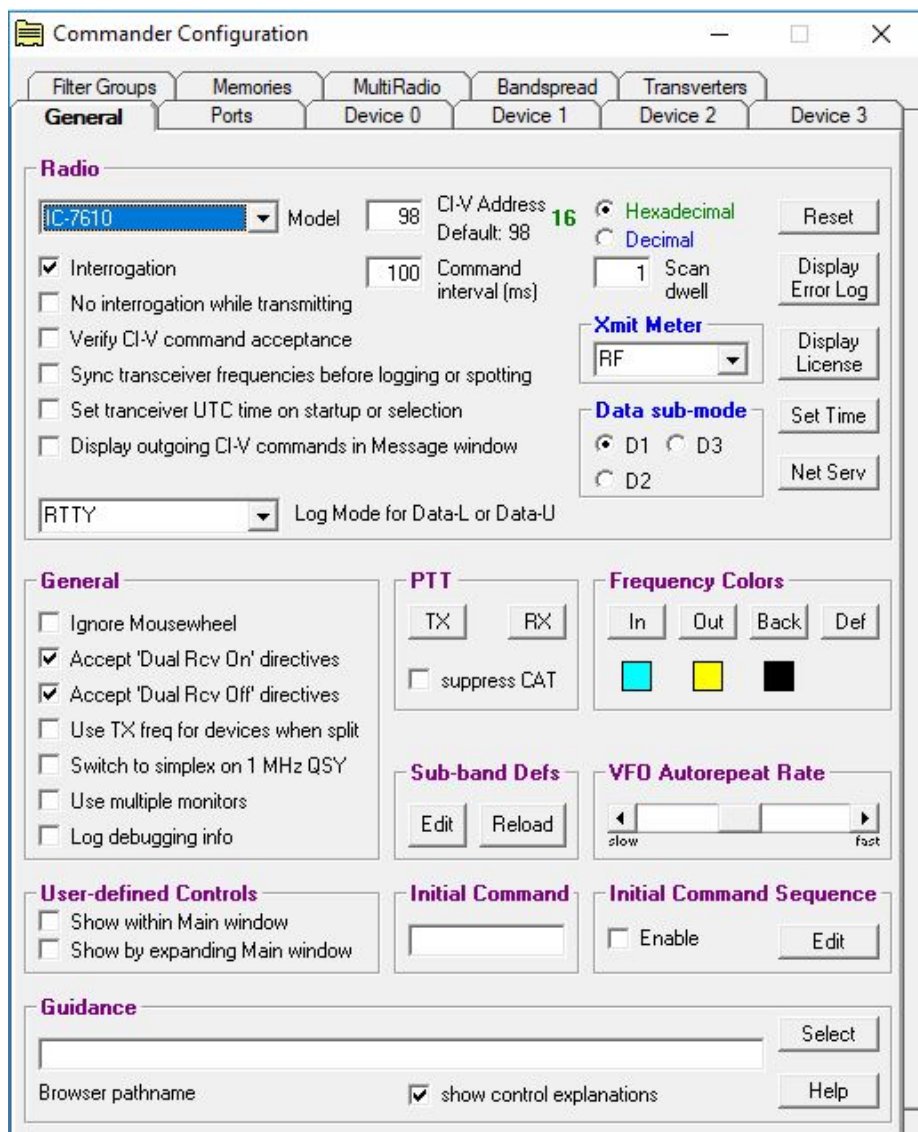 Commander Configuration
Filter Groups Memories MultiRadio Bandspread Transverters
General Ports Device 0 Device 1 Device 2 Device 3
Radio
IC-7610 Model 98 CI-V Address Default: 98 16 Hexadecimal Decimal Reset
Interrogation 100 Command interval (ms) 1 Scan dwell Display Error Log
No interrogation while transmitting
Verify CI-V command acceptance Xmit Meter RF Display License
Sync transceiver frequencies before logging or spotting
Set tranceiver UTC time on startup or selection Data sub-mode Set Time
Display outgoing CI-V commands in Message window D1 D3
D2 Net Serv
RTTY Log Mode for Data-L or Data-U
General PTT Frequency Colors
Ignore Mousewheel TX RX In Out Back Def
Accept 'Dual Rcv On' directives
Accept 'Dual Rcv Off' directives suppress CAT
Use TX freq for devices when split
Switch to simplex on 1 MHz QSY Sub-band Defs VFO Autorepeat Rate
Use multiple monitors Edit Reload
Log debugging info slow fast
User-defined Controls Initial Command Initial Command Sequence
Show within Main window Enable Edit
Show by expanding Main window
Guidance
Select
Browser pathname show control explanations Help